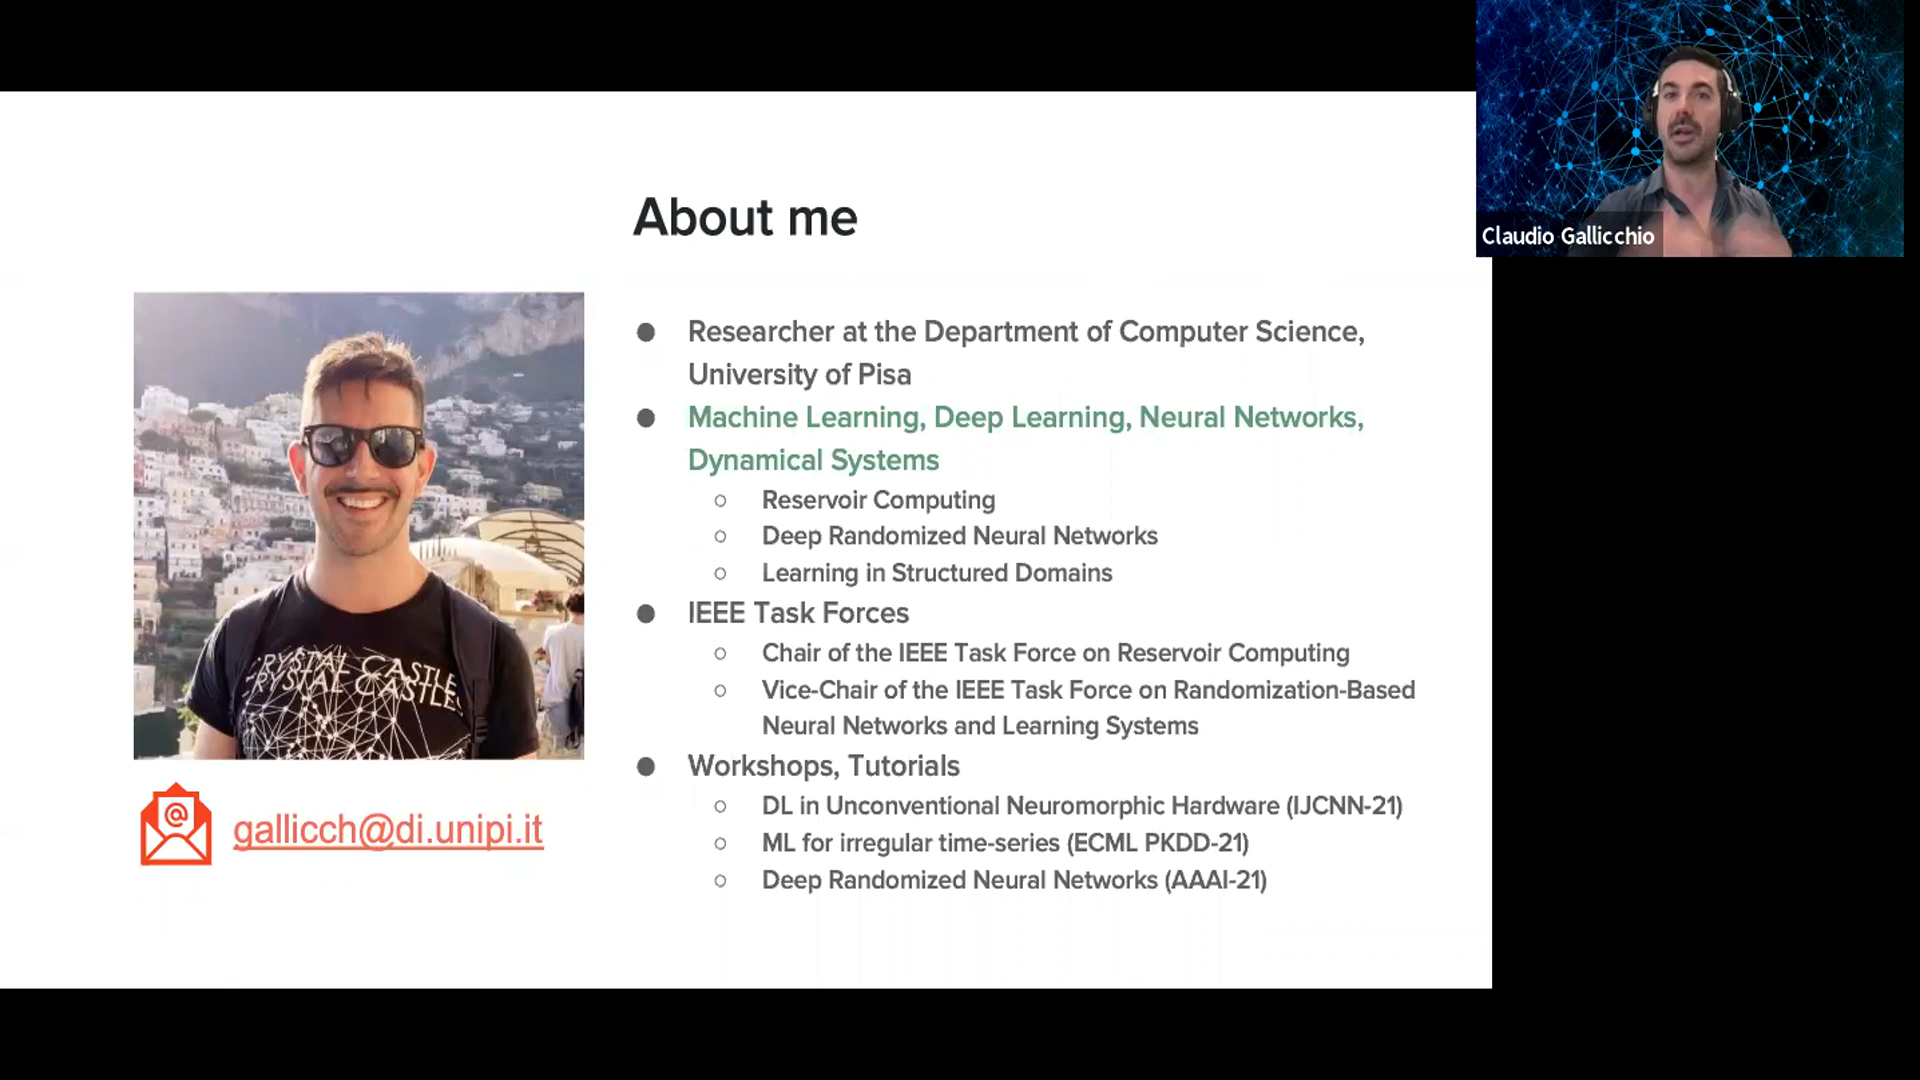 Claudio Gallicchio
About me
Researcher at the Department of Computer Science,
University of Pisa
Machine Learning, Deep Learning, Neural Networks,
Dynamical Systems
Reservoir Computing
Deep Randomized Neural Networks
Learning in Structured Domains
IEEE Task Forces
Chair of the IEEE Task Force on Reservoir Computing
Vice-Chair of the IEEE Task Force on Randomization-Based
Neural Networks and Learning Systems
Workshops, Tutorials
DL in Unconventional Neuromorphic Hardware (IJCNN-21)
ML for irregular time-series (ECML PKDD-21)
Deep Randomized Neural Networks (AAAI-21)
CRYSTAL CASTLES
CRYSTAL CASTLES
@
gallicch@di.unipi.it